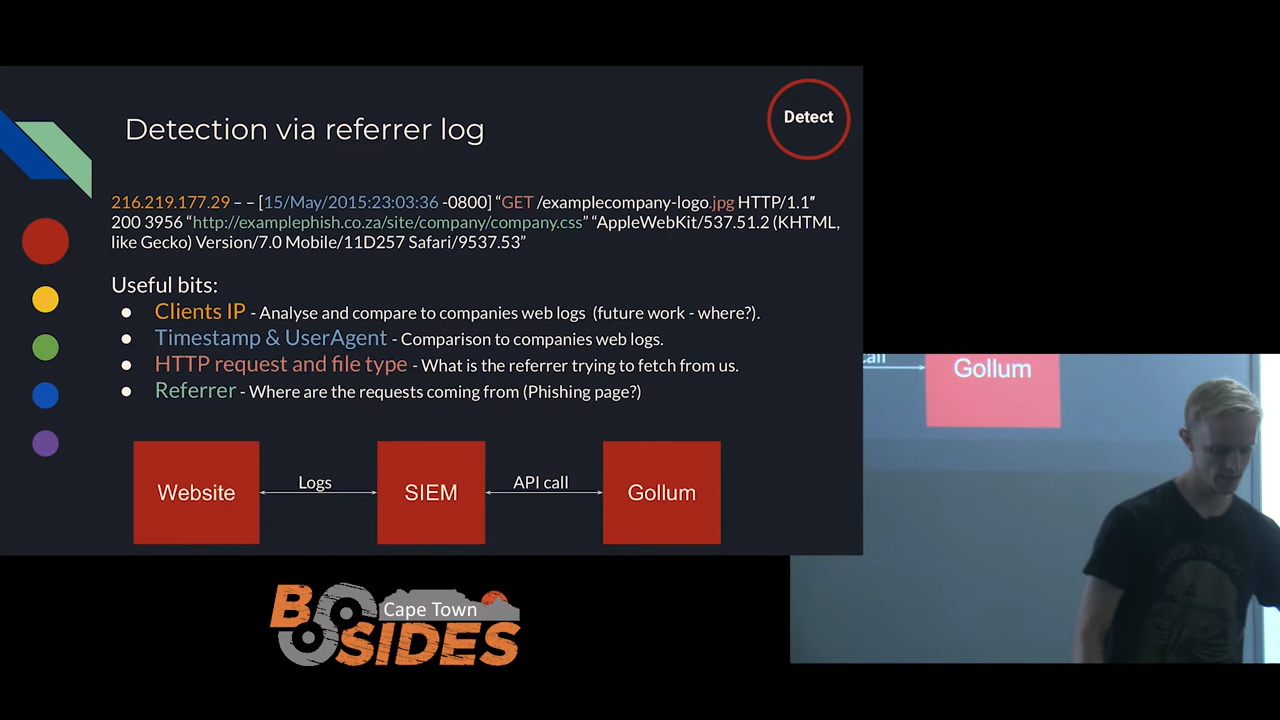 Detection via referrer log
Detect
216.219.177.29 – – [15/May/2015:23:03:36 -0800] “GET /examplecompany-logo.jpg HTTP/1.1”
200 3956 “http://examplephish.co.za/site/company/company.css” “AppleWebKit/537.51.2 (KHTML,
like Gecko) Version/7.0 Mobile/11D257 Safari/9537.53”
Useful bits:
● Clients IP - Analyse and compare to companies web logs (future work - where?).
● Timestamp & UserAgent - Comparison to companies web logs.
● HTTP request and file type - What is the referrer trying to fetch from us.
● Referrer - Where are the requests coming from (Phishing page?)
Website
Logs
SIEM
API call
Gollum
call
Gollum
B
Cape Town
SIDES